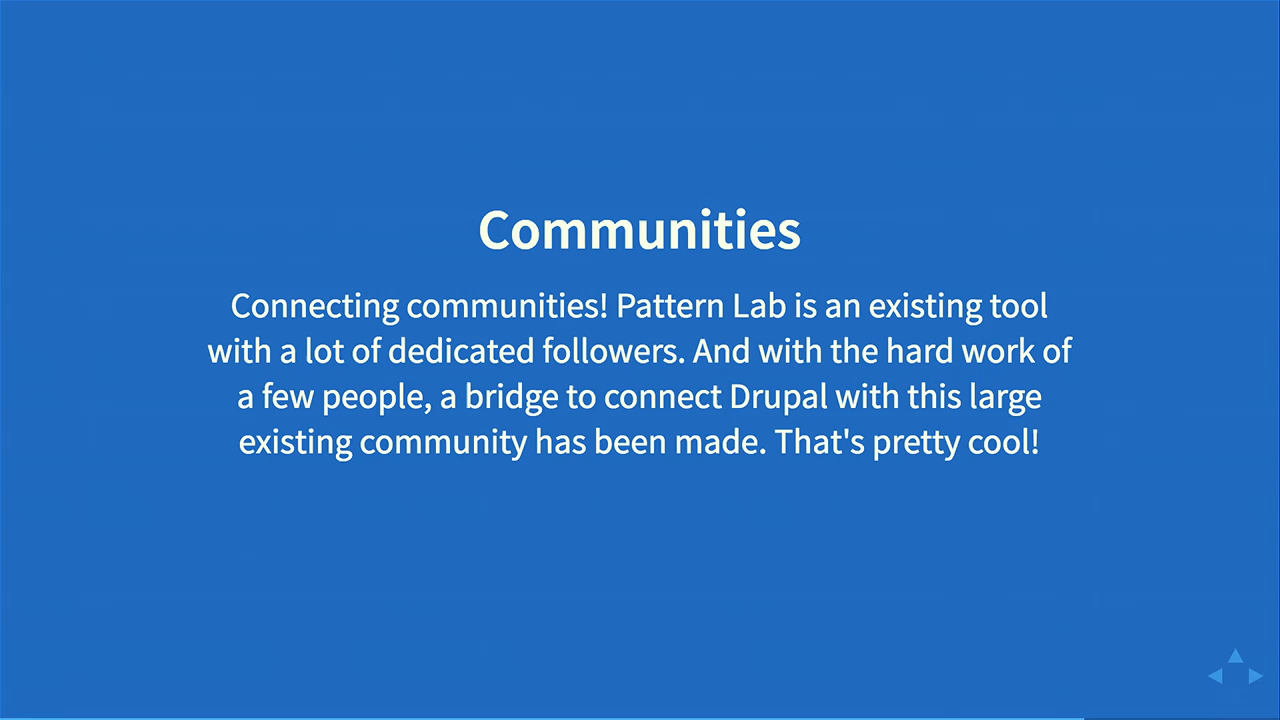 Communities
Connecting communities! Pattern Lab is an existing tool
with a lot of dedicated followers. And with the hard work of
a few people, a bridge to connect Drupal with this large
existing community has been made. That's pretty cool!